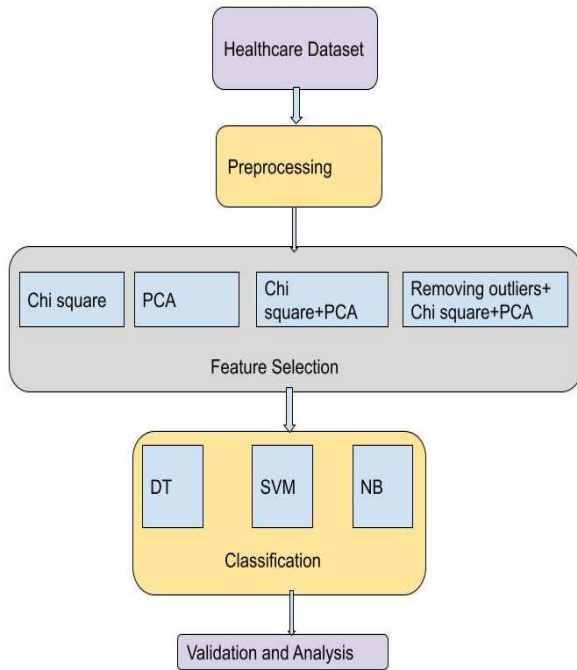 Healthcare Dataset
Preprocessing
Chi square
PCA
Chi
square+PCA
Removing outliers+
Chi square+PCA
Feature Selection
DT
SVM
NB
Classification
Validation and Analysis